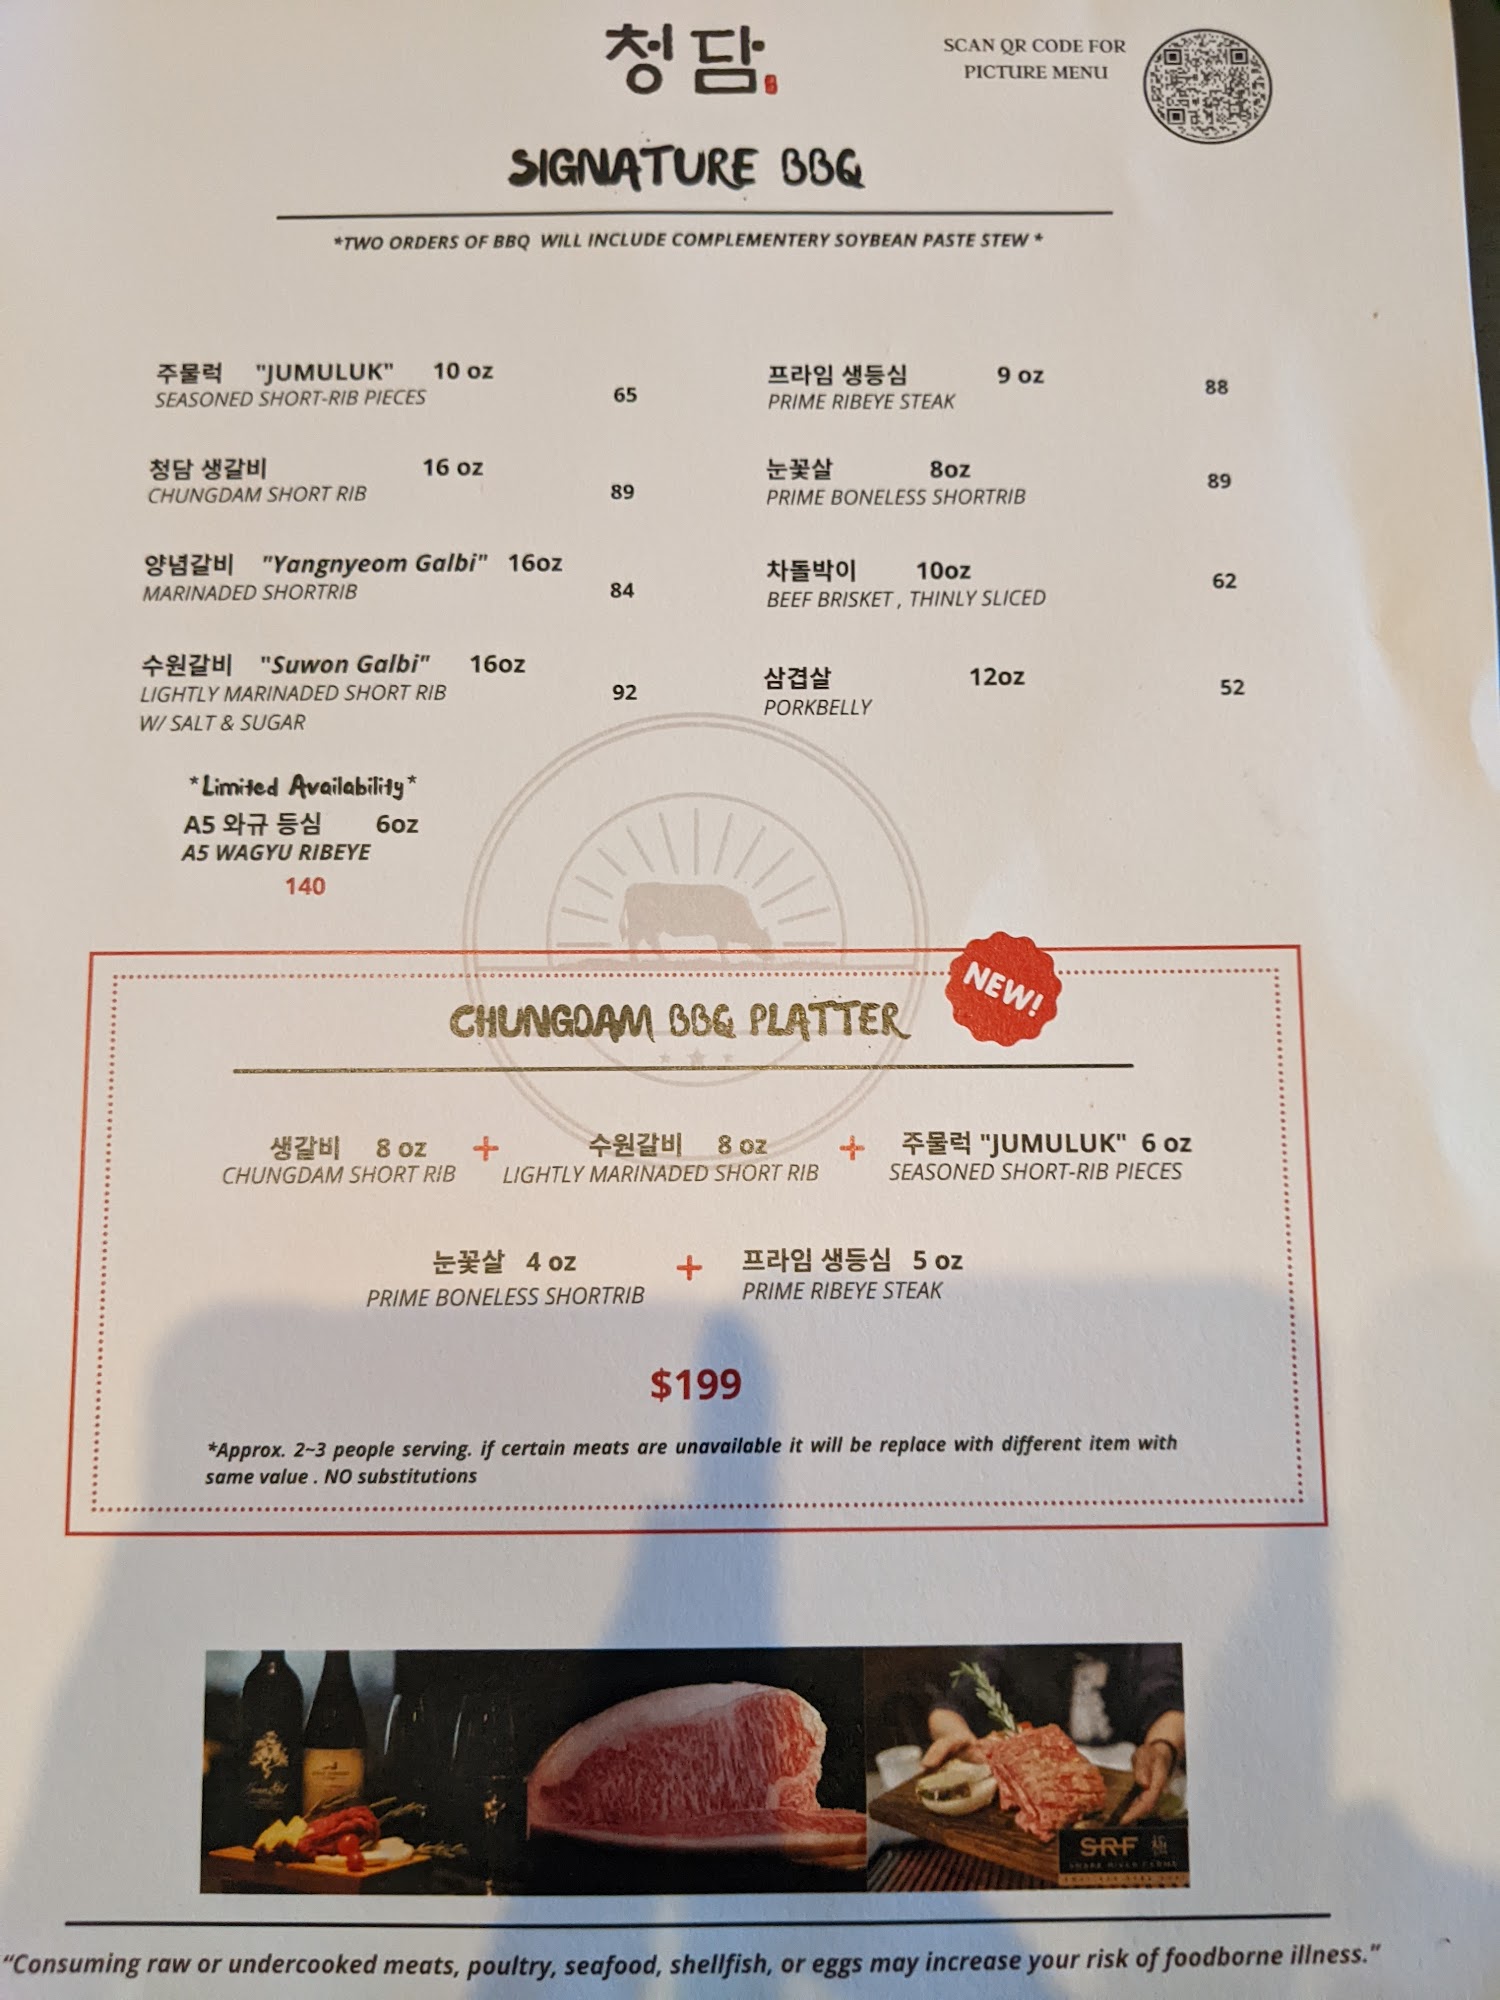 청담
SCAN QR CODE FOR
PICTURE MENU
SIGNATURE BBQ
*TWO ORDERS OF BBQ WILL INCLUDE COMPLEMENTERY SOYBEAN PASTE STEW *
주물럭 "JUMULUK" 10 oz
SEASONED SHORT-RIB PIECES 65
청담 생갈비 16 oz
CHUNGDAM SHORT RIB 89
양념갈비 "Yangnyeom Galbi" 16oz
MARINADED SHORTRIB 84
수원갈비 "Suwon Galbi" 16oz
LIGHTLY MARINADED SHORT RIB 92
W/ SALT & SUGAR
*Limited Availability*
A5 와규 등심 6oz
A5 WAGYU RIBEYE
140
프라임 생등심 9 oz 88
PRIME RIBEYE STEAK
눈꽃살 8oz 89
PRIME BONELESS SHORTRIB
차돌박이 10oz 62
BEEF BRISKET , THINLY SLICED
삼겹살 12oz 52
PORKBELLY
NEW!
CHUNGDAM BBQ PLATTER
생갈비 8 oz + 수원갈비 8 oz + 주물럭 "JUMULUK" 6 oz
CHUNGDAM SHORT RIB LIGHTLY MARINADED SHORT RIB SEASONED SHORT-RIB PIECES
눈꽃살 4 oz + 프라임 생등심 5 oz
PRIME BONELESS SHORTRIB PRIME RIBEYE STEAK
$199
*Approx. 2~3 people serving. if certain meats are unavailable it will be replace with different item with
same value . NO substitutions
SRF
SNAKE RIVER FARMS
"Consuming raw or undercooked meats, poultry, seafood, shellfish, or eggs may increase your risk of foodborne illness."